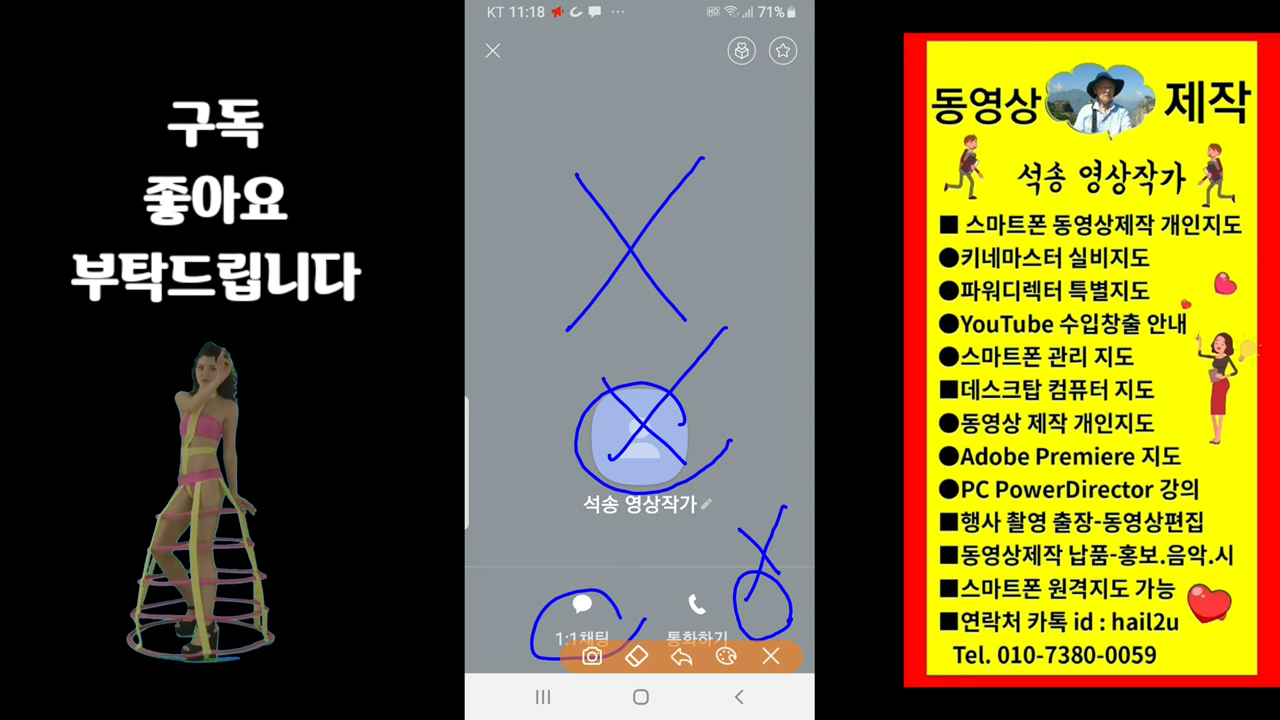 구독
좋아요
부탁드립니다
KT 11:18
71%
석송 영상작가
1:1채팅
통화하기
동영상 제작
석송 영상작가
■ 스마트폰 동영상제작 개인지도
●키네마스터 실비지도
●파워디렉터 특별지도
●YouTube 수입창출 안내
●스마트폰 관리 지도
■데스크탑 컴퓨터 지도
●동영상 제작 개인지도
●Adobe Premiere 지도
●PC PowerDirector 강의
■행사 촬영 출장-동영상편집
■동영상제작 납품-홍보.음악.시
■스마트폰 원격지도 가능
■연락처 카톡 id : hail2u
Tel. 010-7380-0059